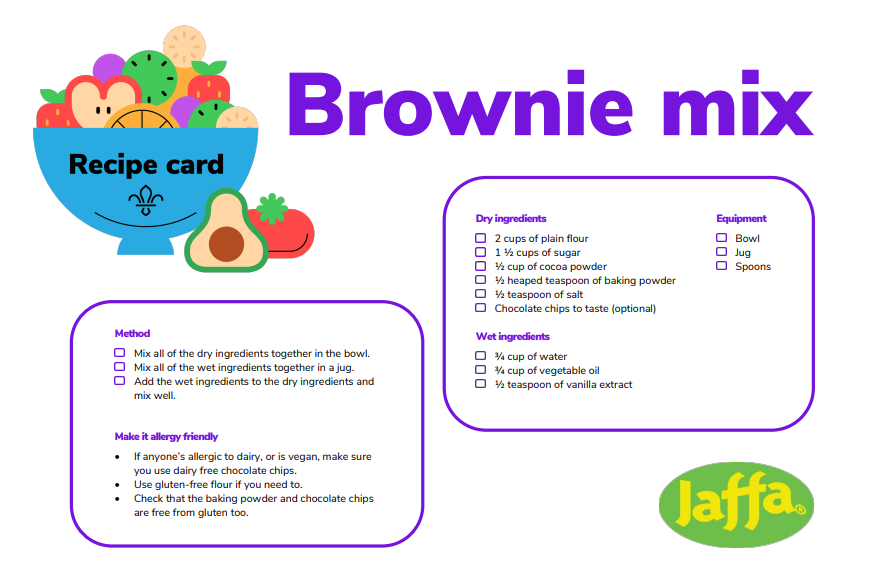 Brownie mix
Recipe card
Dry ingredients
2 cups of plain flour
1 ½ cups of sugar
½ cup of cocoa powder
½ heaped teaspoon of baking powder
½ teaspoon of salt
Chocolate chips to taste (optional)
Wet ingredients
¾ cup of water
¾ cup of vegetable oil
½ teaspoon of vanilla extract
Equipment
Bowl
Jug
Spoons
Method
Mix all of the dry ingredients together in the bowl.
Mix all of the wet ingredients together in a jug.
Add the wet ingredients to the dry ingredients and
mix well.
Make it allergy friendly
• If anyone's allergic to dairy, or is vegan, make sure
you use dairy free chocolate chips.
• Use gluten-free flour if you need to.
• Check that the baking powder and chocolate chips
are free from gluten too.
Jaffa®